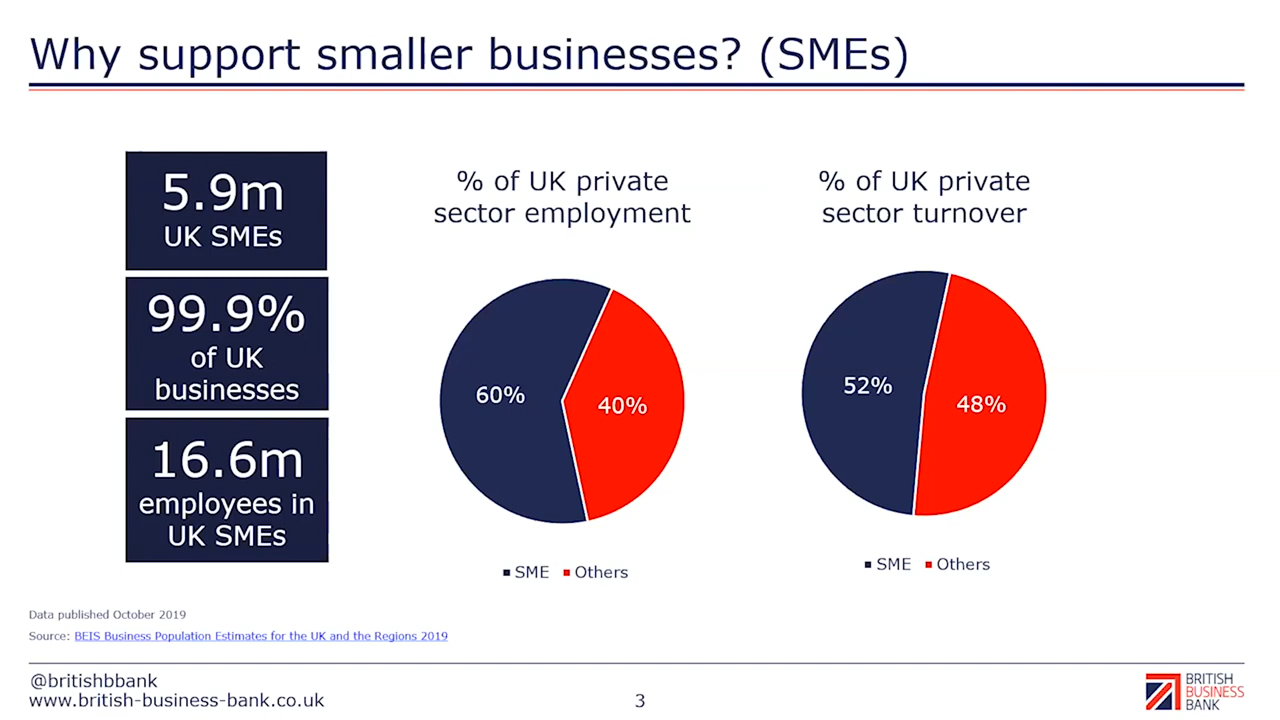 Why support smaller businesses? (SMEs)
5.9m
UK SMEs
99.9%
of UK
businesses
16.6m
employees in
UK SMEs
% of UK private
sector employment
60%
40%
SME Others
% of UK private
sector turnover
52%
48%
SME Others
Data published October 2019
Source: BEIS Business Population Estimates for the UK and the Regions 2019
@britishbbank
www.british-business-bank.co.uk
3
BRITISH
BUSINESS
BANK